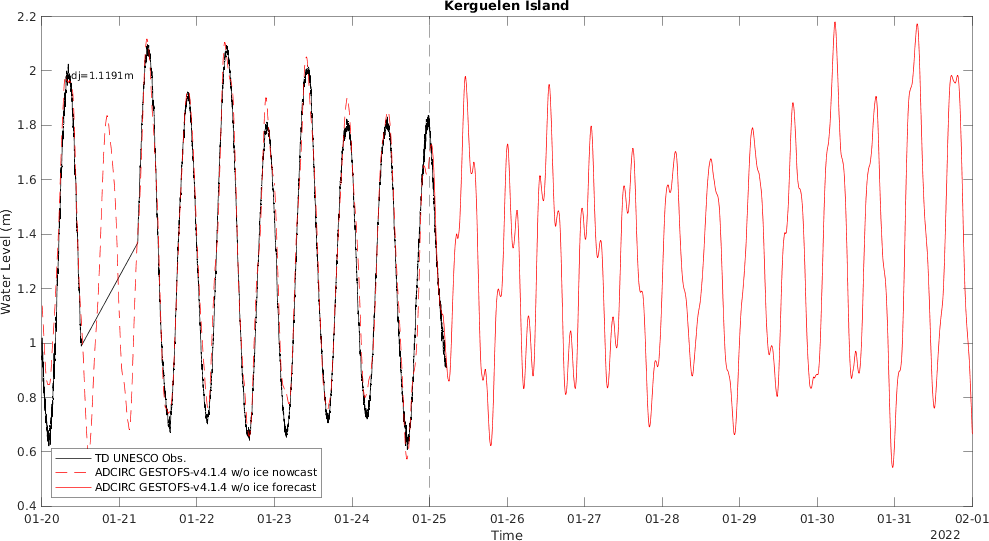 Kerguelen Island
2.2
2
1.8
1.6
1.4
1.2
1
0.8
0.6
0.4
Water Level (m)
dj=1.1191m
TD UNESCO Obs.
ADCIRC GESTOFS-v4.1.4 w/o ice nowcast
ADCIRC GESTOFS-v4.1.4 w/o ice forecast
01-20 01-21 01-22 01-23 01-24 01-25 01-26 01-27 01-28 01-29 01-30 01-31 02-01
Time
2022